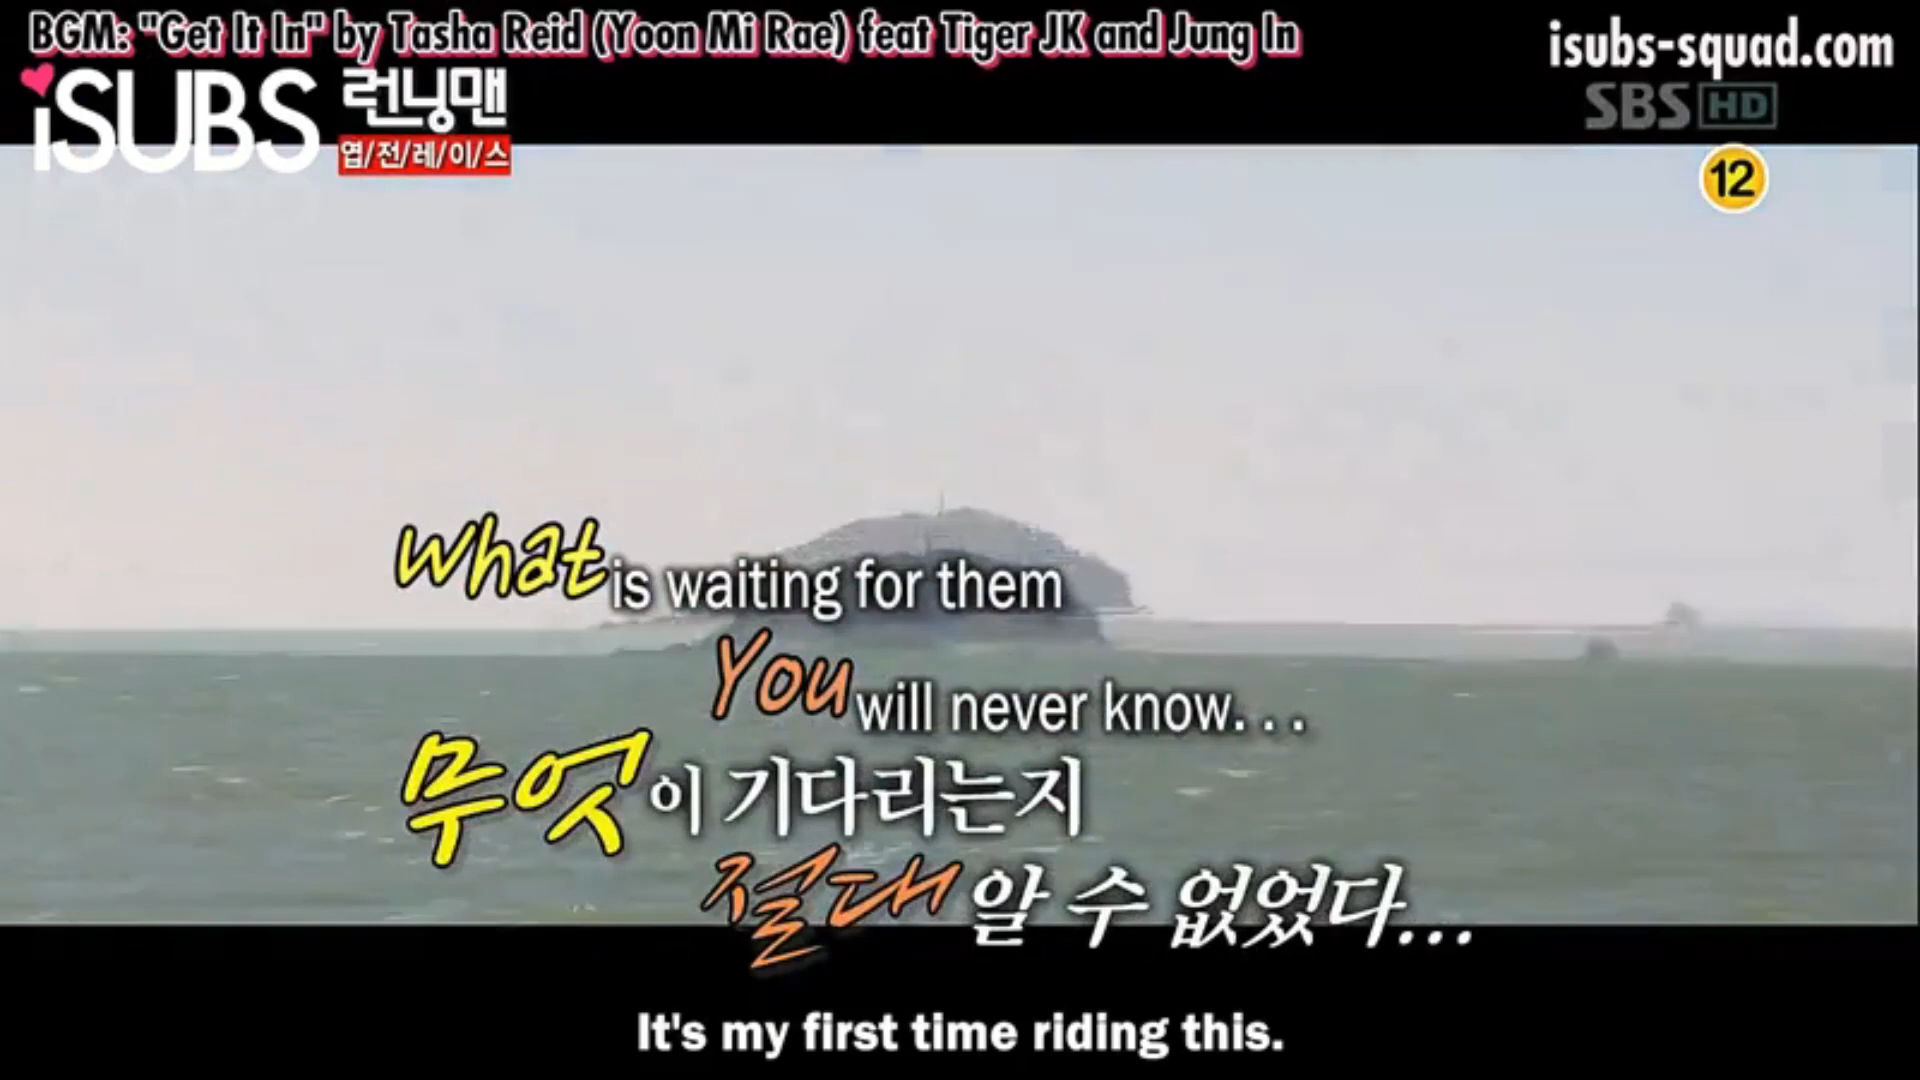 BGM: "Get It In" by Tasha Reid (Yoon Mi Rae) feat Tiger JK and Jung In
isubs-squad.com
iSUBS 런닝맨
SBS HD
엽/전/레/이/스
12
What is waiting for them
You will never know...
무엇이 기다리는지
절대 알 수 없었다...
It's my first time riding this.